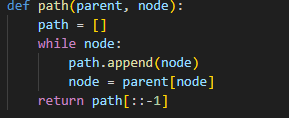 def path(parent, node):
    path = []
    while node:
        path.append(node)
        node = parent[node]
    return path[::-1]